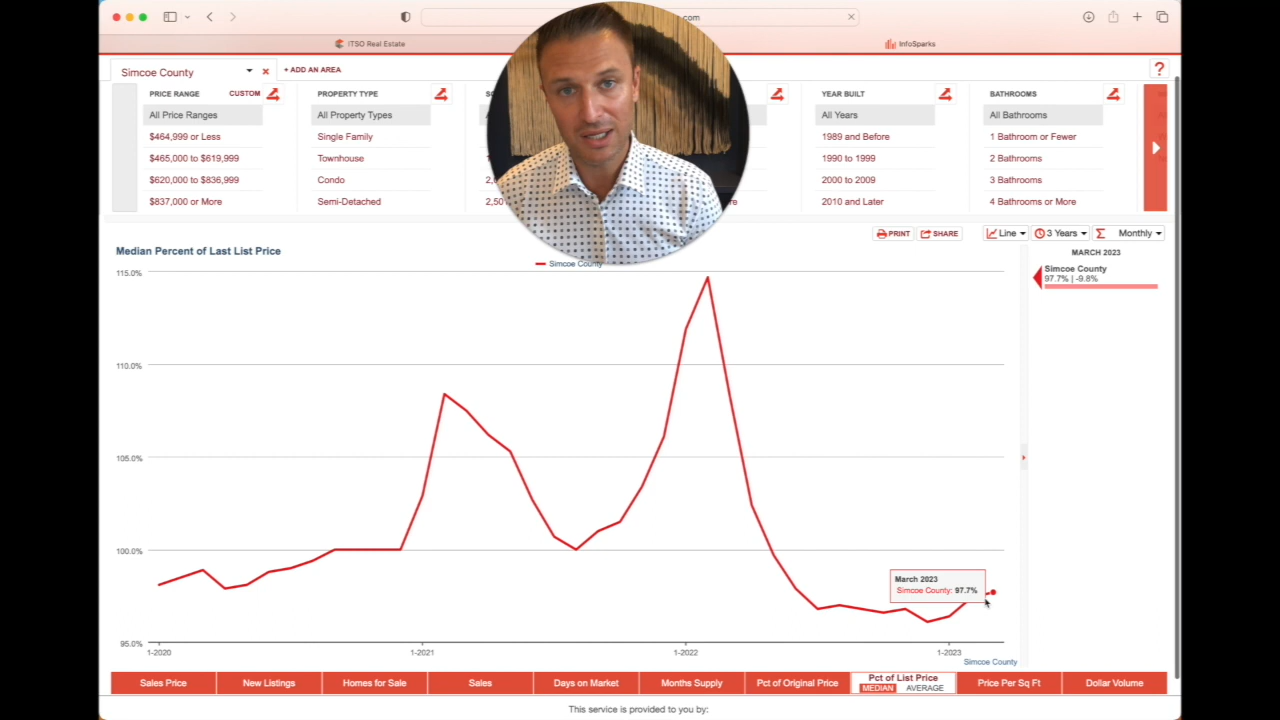 .com
ITSO Real Estate
InfoSparks
Simcoe County
+ ADD AN AREA
?
PRICE RANGE CUSTOM
All Price Ranges
$464,999 or Less
$465,000 to $619,999
$620,000 to $836,999
$837,000 or More
PROPERTY TYPE
All Property Types
Single Family
Townhouse
Condo
Semi-Detached
YEAR BUILT
All Years
1989 and Before
1990 to 1999
2000 to 2009
2010 and Later
BATHROOMS
All Bathrooms
1 Bathroom or Fewer
2 Bathrooms
3 Bathrooms
4 Bathrooms or More
PRINT SHARE Line 3 Years Σ Monthly
Median Percent of Last List Price
Simcoe County
MARCH 2023
Simcoe County
97.7% | -9.8%
115.0%
110.0%
105.0%
100.0%
95.0%
March 2023
Simcoe County: 97.7%
1-2020 1-2021 1-2022 1-2023
Simcoe County
Sales Price New Listings Homes for Sale Sales Days on Market Months Supply Pct of Original Price Pct of List Price Price Per Sq Ft Dollar Volume
MEDIAN AVERAGE
This service is provided to you by: